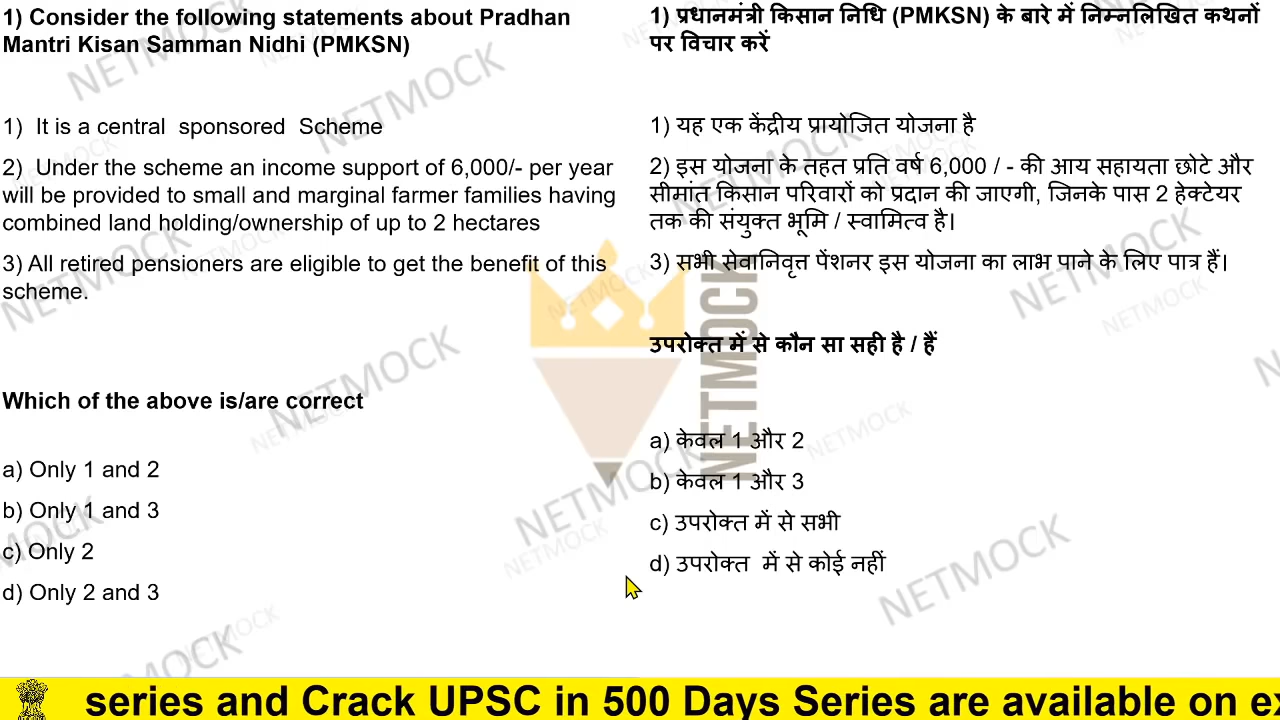 1) Consider the following statements about Pradhan
Mantri Kisan Samman Nidhi (PMKSN)
1) It is a central sponsored Scheme
2) Under the scheme an income support of 6,000/- per year
will be provided to small and marginal farmer families having
combined land holding/ownership of up to 2 hectares
3) All retired pensioners are eligible to get the benefit of this
scheme.
Which of the above is/are correct
a) Only 1 and 2
b) Only 1 and 3
c) Only 2
d) Only 2 and 3
1) प्रधानमंत्री किसान निधि (PMKSN) के बारे में निम्नलिखित कथनों
पर विचार करें
1) यह एक केंद्रीय प्रायोजित योजना है
2) इस योजना के तहत प्रति वर्ष 6,000 / - की आय सहायता छोटे और
सीमांत किसान परिवारों को प्रदान की जाएगी, जिनके पास 2 हेक्टेयर
तक की संयुक्त भूमि / स्वामित्व है।
3) सभी सेवानिवृत्त पेंशनर इस योजना का लाभ पाने के लिए पात्र हैं।
उपरोक्त में से कौन सा सही है / हैं
a) केवल 1 और 2
b) केवल 1 और 3
c) उपरोक्त में से सभी
d) उपरोक्त में से कोई नहीं
NETMOCK
series and Crack UPSC in 500 Days Series are available on ex